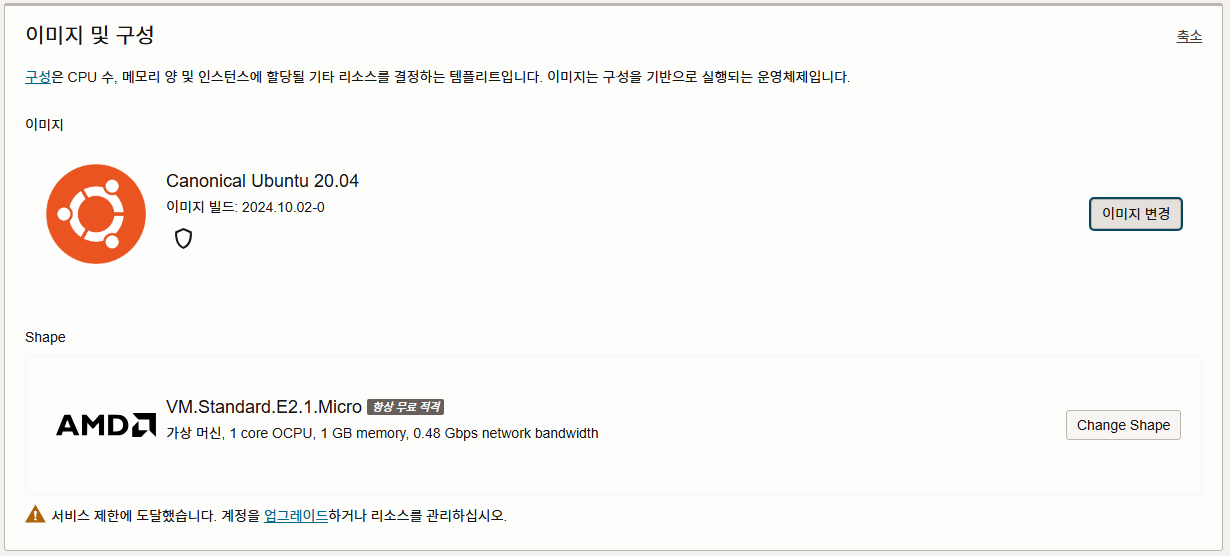 이미지 및 구성
축소
구성은 CPU 수, 메모리 양 및 인스턴스에 할당될 기타 리소스를 결정하는 템플리트입니다. 이미지는 구성을 기반으로 실행되는 운영체제입니다.
이미지
Canonical Ubuntu 20.04
이미지 빌드: 2024.10.02-0
이미지 변경
Shape
AMD
VM.Standard.E2.1.Micro 항상 무료 적격
가상 머신, 1 core OCPU, 1 GB memory, 0.48 Gbps network bandwidth
Change Shape
서비스 제한에 도달했습니다. 계정을 업그레이드하거나 리소스를 관리하십시오.